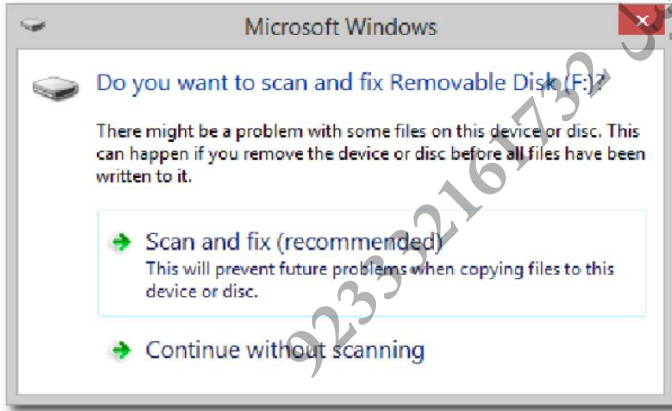 Microsoft Windows
Do you want to scan and fix Removable Disk (F:)?
There might be a problem with some files on this device or disc. This
can happen if you remove the device or disc before all files have been
written to it.
Scan and fix (recommended)
This will prevent future problems when copying files to this
device or disc.
Continue without scanning
923332161732